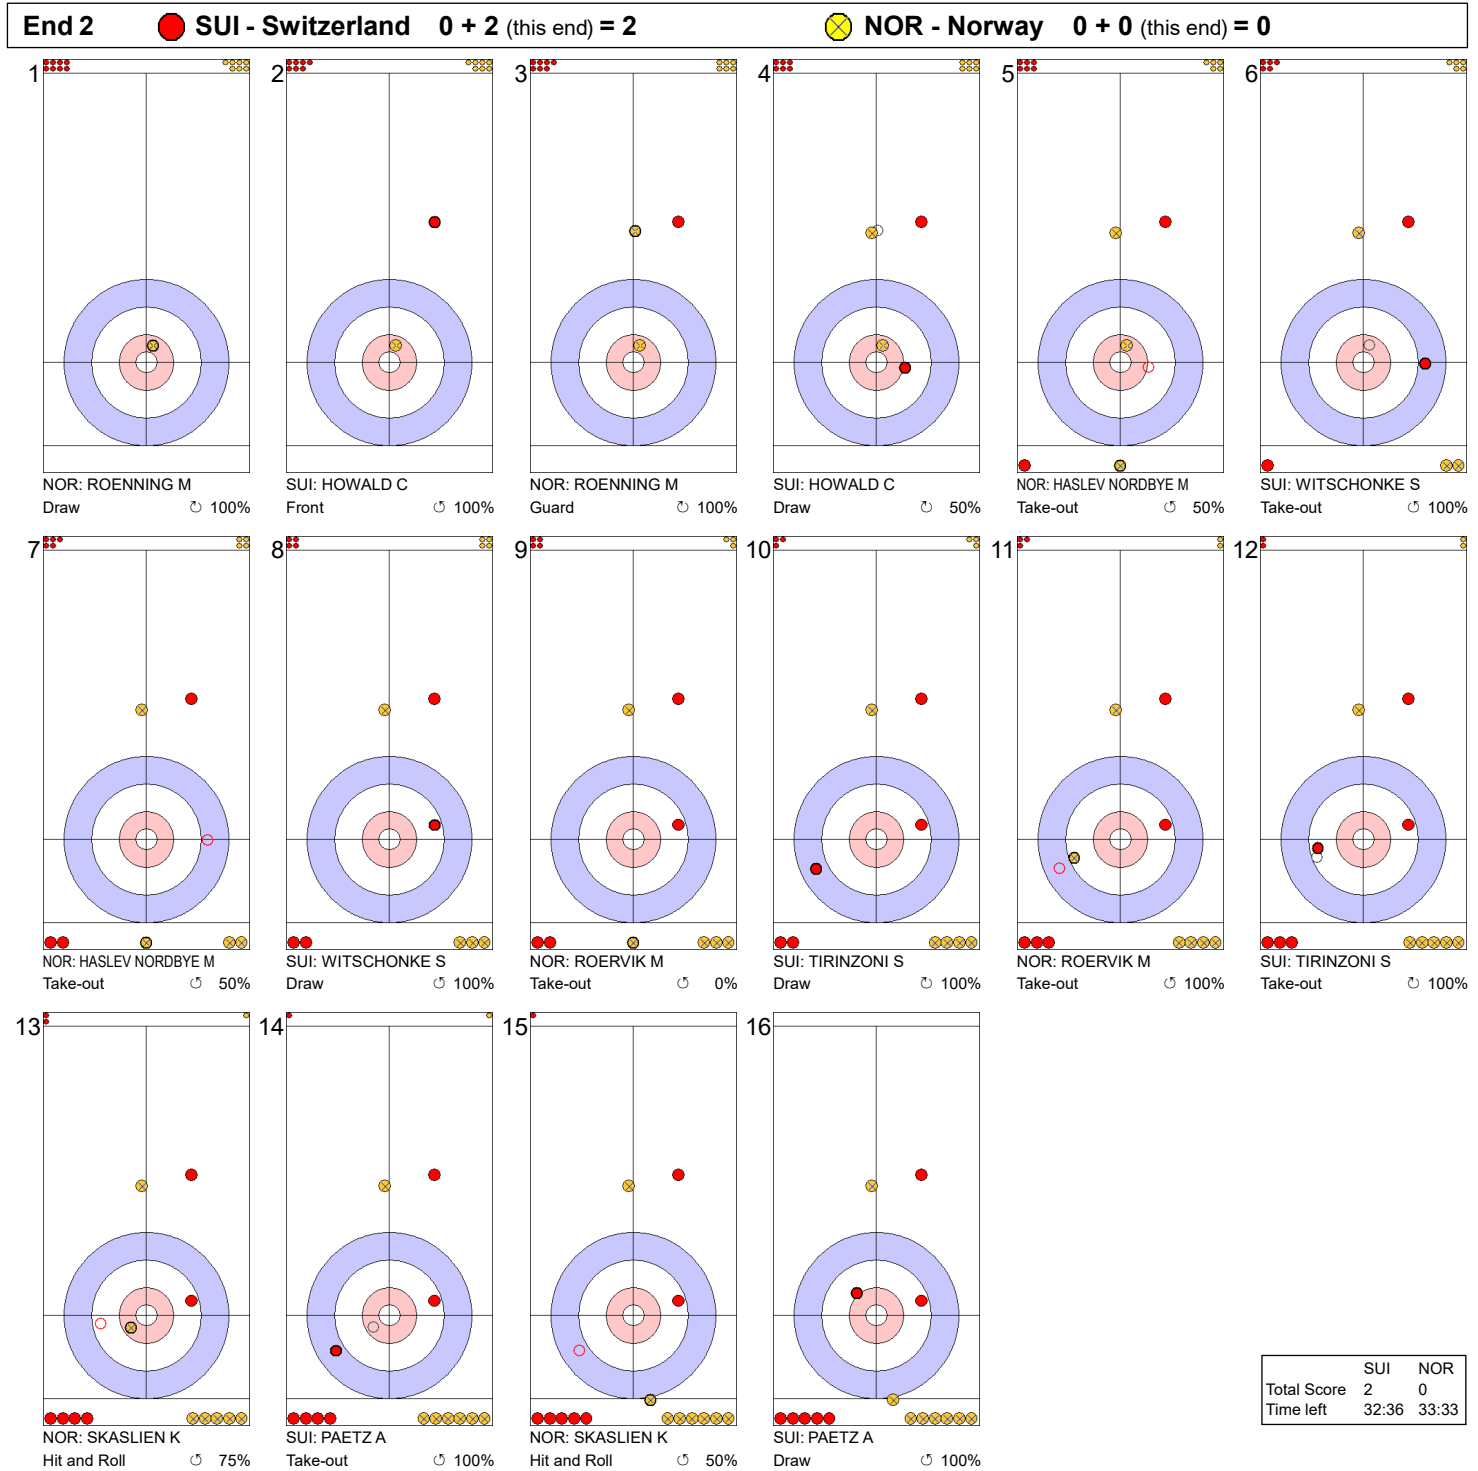 End 2 SUI - Switzerland 0 + 2 (this end) = 2 NOR - Norway 0 + 0 (this end) = 0
1 2 3 4 5 6
NOR: ROENNING M SUI: HOWALD C NOR: ROENNING M SUI: HOWALD C NOR: HASLEV NORDBYE M SUI: WITSCHONKE S
Draw ↻ 100% Front ↺ 100% Guard ↺ 100% Draw ↻ 50% Take-out ↺ 50% Take-out ↺ 100%
7 8 9 10 11 12
NOR: HASLEV NORDBYE M SUI: WITSCHONKE S NOR: ROERVIK M SUI: TIRINZONI S NOR: ROERVIK M SUI: TIRINZONI S
Take-out ↺ 50% Draw ↺ 100% Take-out ↺ 0% Draw ↻ 100% Take-out ↺ 100% Take-out ↻ 100%
13 14 15 16
NOR: SKASLIEN K SUI: PAETZ A NOR: SKASLIEN K SUI: PAETZ A
Hit and Roll ↺ 75% Take-out ↺ 100% Hit and Roll ↺ 50% Draw ↺ 100%
SUI NOR
Total Score 2 0
Time left 32:36 33:33